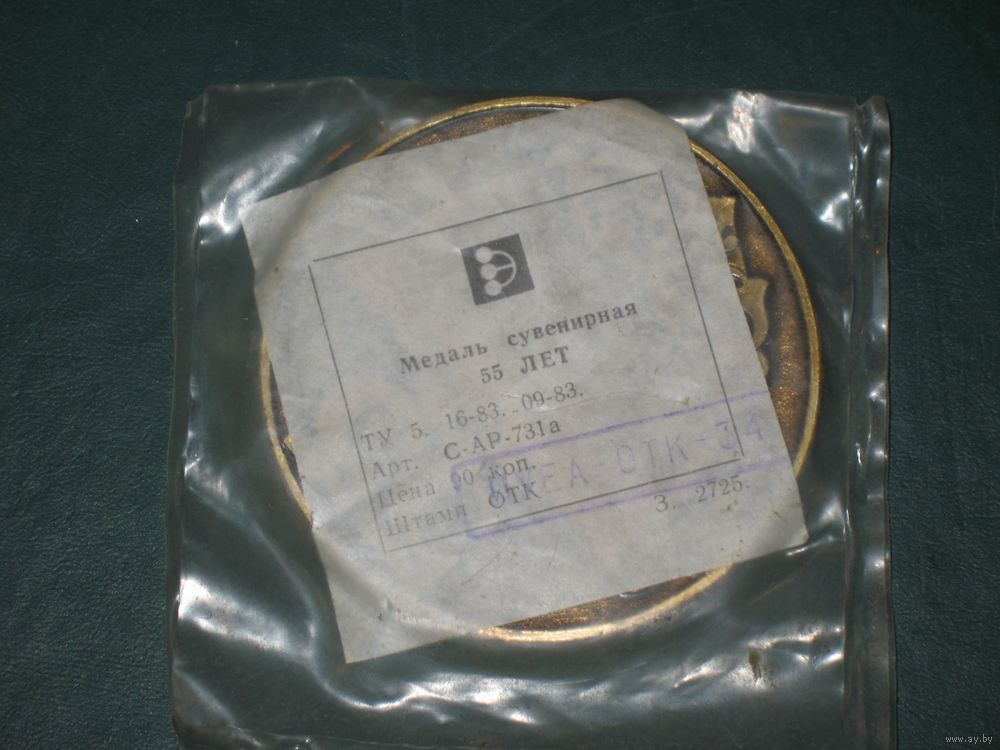 Медаль сувенирная
55 ЛЕТ
ТУ 5. 16-83. 09-83.
Арт. С-АР-731а
Цена 90 коп.
Штамп ОТК
ОТК-34
З. 2725.
www.ay.by